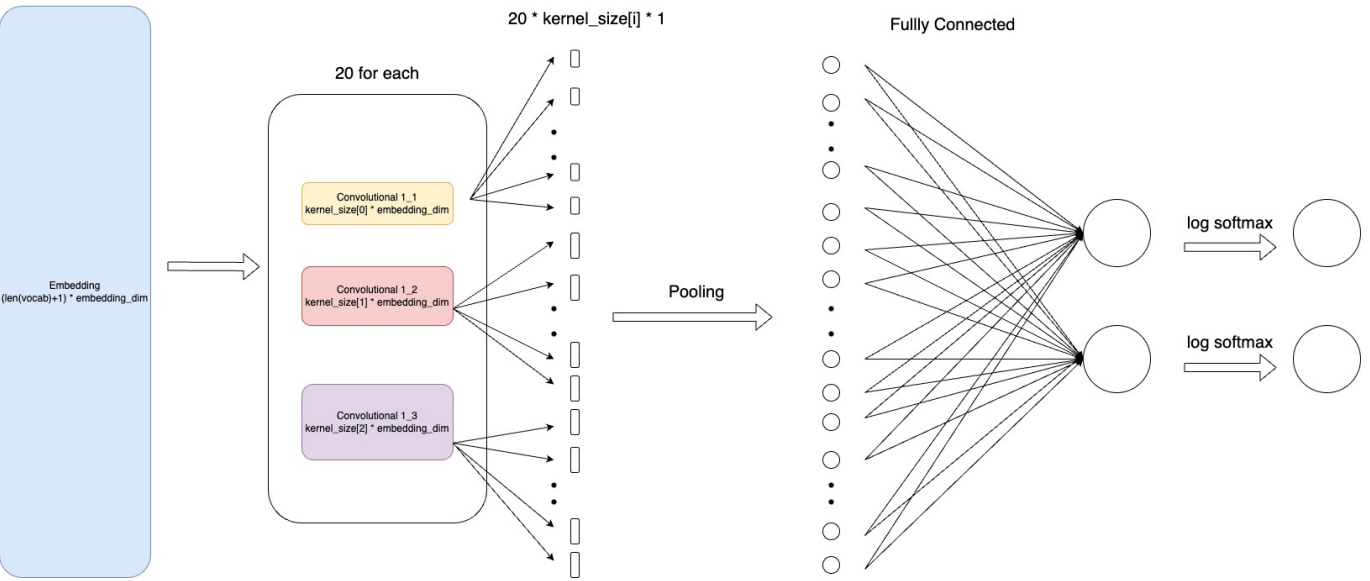 Embedding
(len(vocab)+1) * embedding_dim
20 for each
Convolutional 1_1
kernel_size[0] * embedding_dim
Convolutional 1_2
kernel_size[1] * embedding_dim
Convolutional 1_3
kernel_size[2] * embedding_dim
20 * kernel_size[i] * 1
Pooling
Fullly Connected
log softmax
log softmax